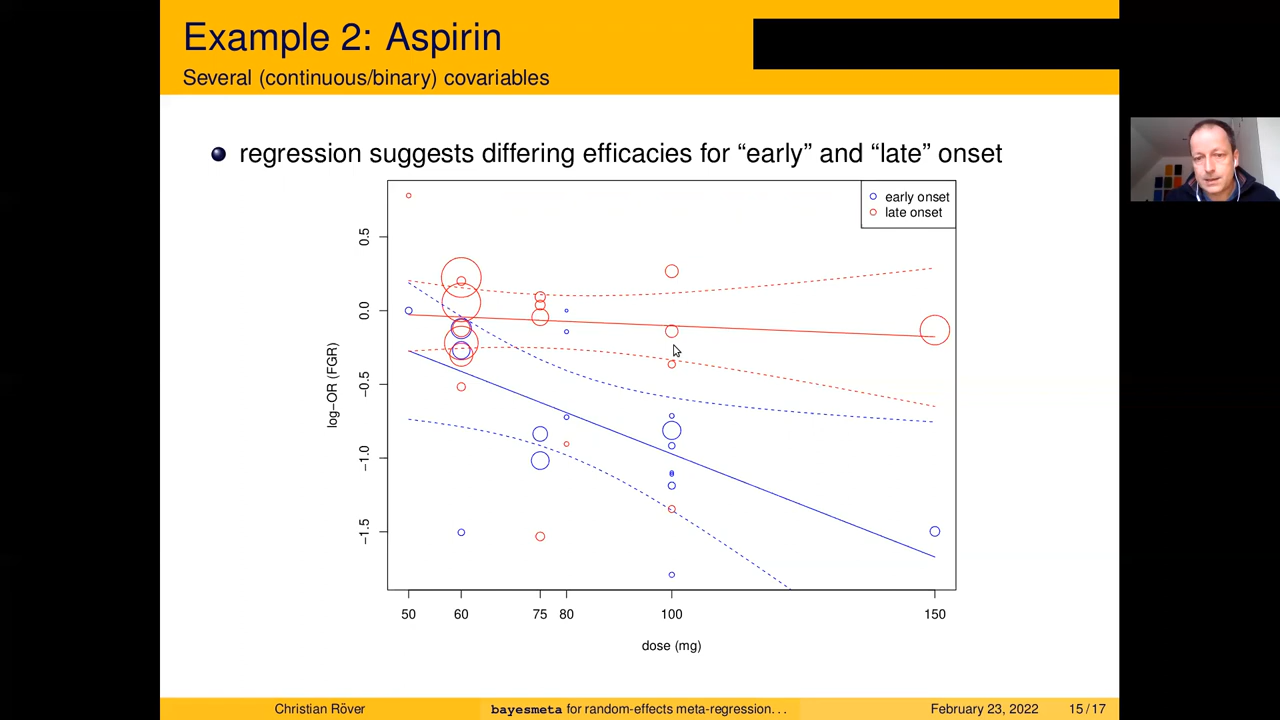 Example 2: Aspirin
Several (continuous/binary) covariables
regression suggests differing efficacies for “early” and “late” onset
early onset
late onset
0.5
0.0
−0.5
−1.0
−1.5
log−OR (FGR)
50 60 75 80 100 150
dose (mg)
Christian Röver bayesmeta for random-effects meta-regression... February 23, 2022 15 / 17